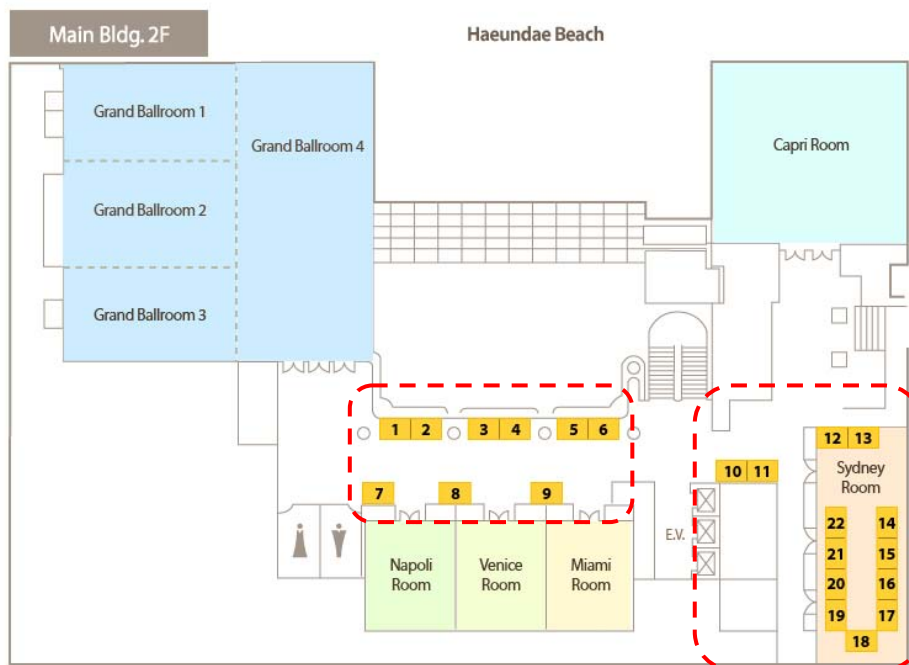 Main Bldg. 2F
Haeundae Beach
Grand Ballroom 1
Grand Ballroom 4
Capri Room
Grand Ballroom 2
Grand Ballroom 3
1 2 3 4 5 6
12 13
10 11
Sydney
Room
7 8 9
22 14
E.V.
21 15
Napoli
Room
Venice
Room
Miami
Room
20 16
19 17
18